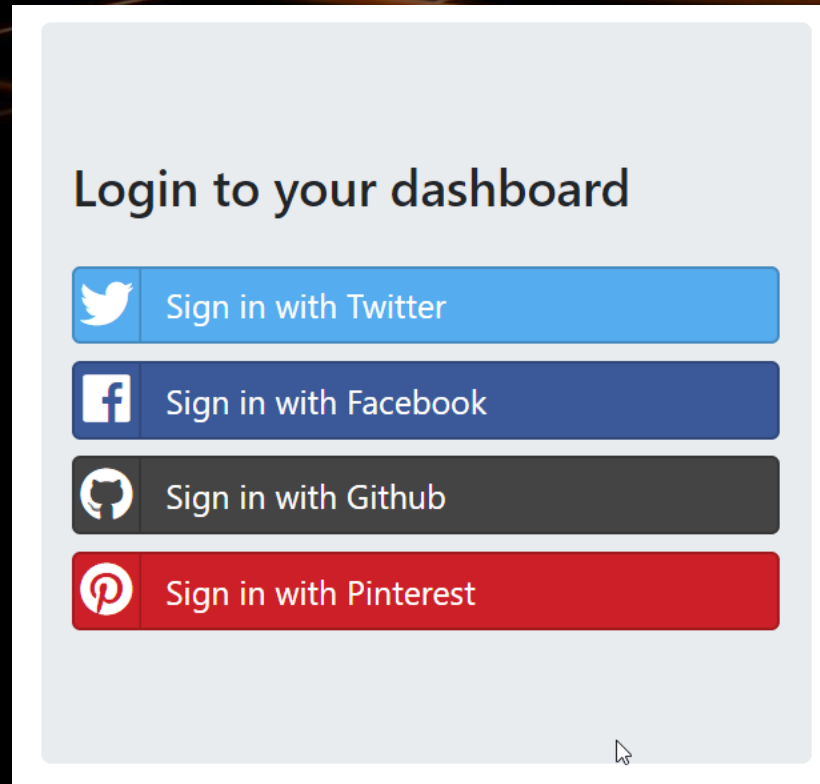 Login to your dashboard
Sign in with Twitter
Sign in with Facebook
Sign in with Github
Sign in with Pinterest